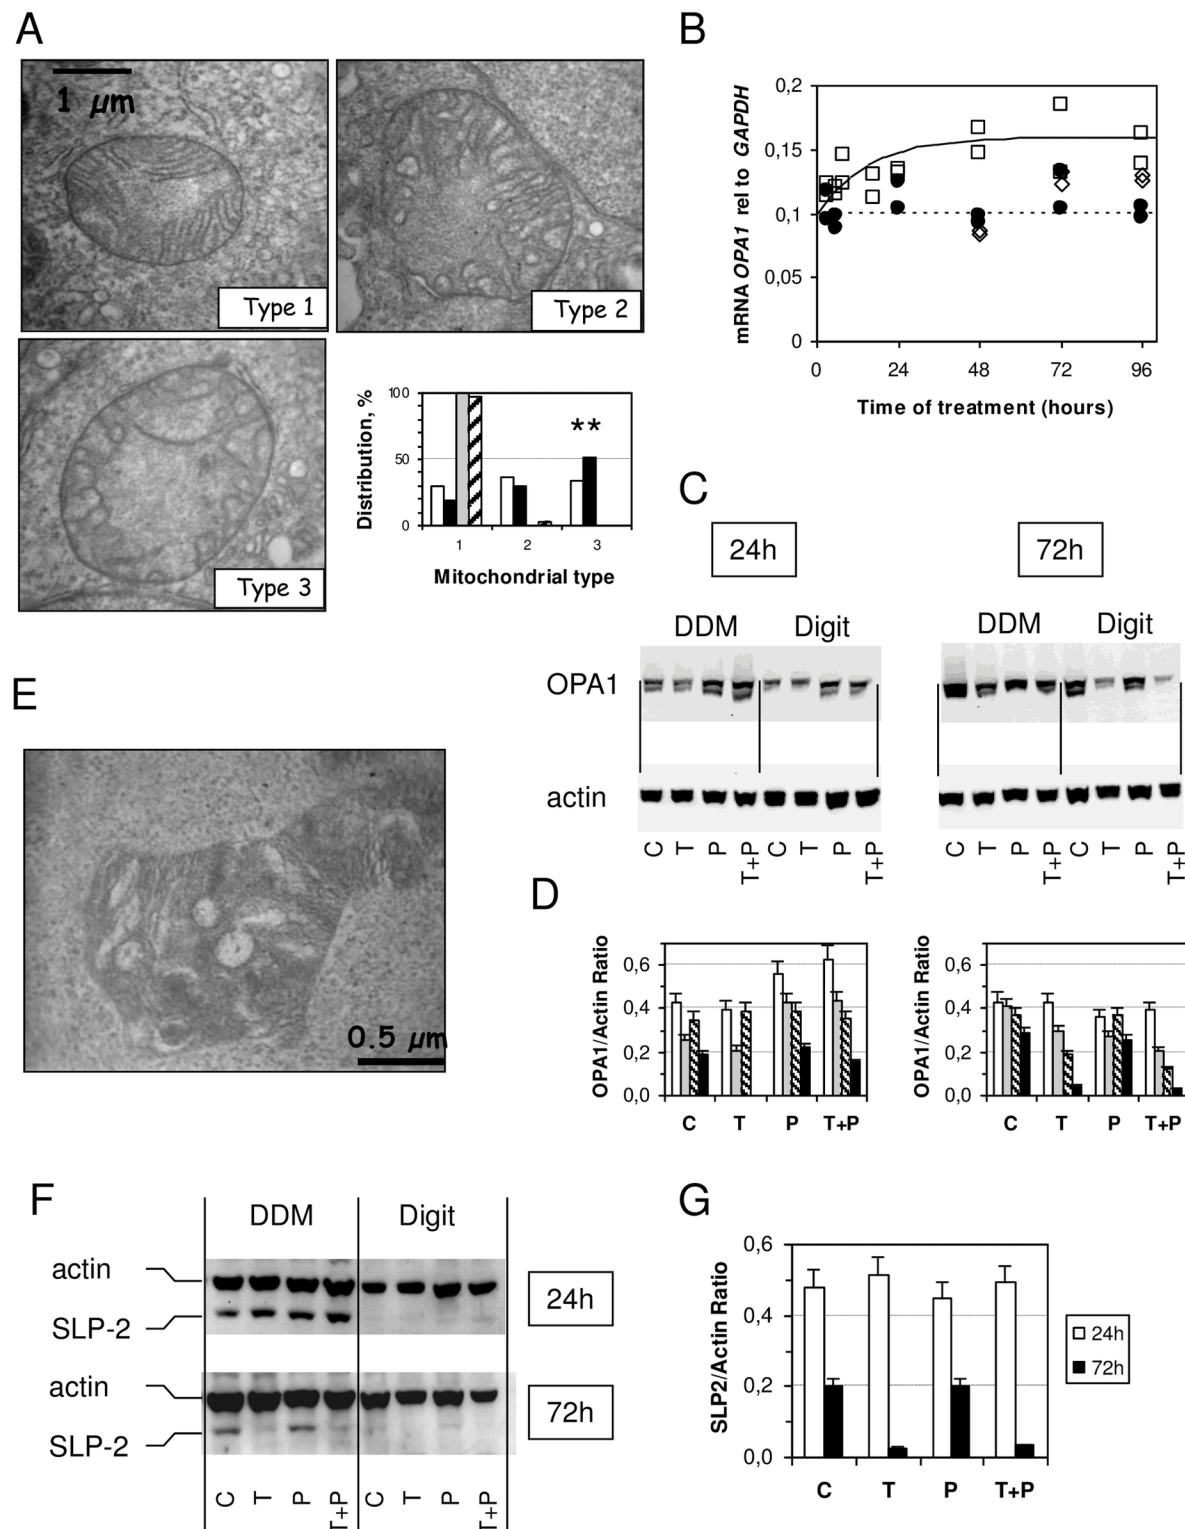 A
1 μm
Type 1
Type 2
Type 3
Distribution, %
100
50
0
**
1 2 3
Mitochondrial type
B
mRNA OPA1 rel to GAPDH
0,2
0,15
0,1
0,05
0
0 24 48 72 96
Time of treatment (hours)
C
24h 72h
DDM Digit DDM Digit
OPA1
actin
C T P T+P C T P T+P C T P T+P C T P T+P
E
0.5 μm
D
OPA1/Actin Ratio
0,6
0,4
0,2
0,0
C T P T+P
OPA1/Actin Ratio
0,6
0,4
0,2
0,0
C T P T+P
F
DDM Digit
actin
SLP-2
24h
actin
SLP-2
72h
C T P T+P C T P T+P
G
SLP2/Actin Ratio
0,6
0,4
0,2
0,0
C T P T+P
24h
72h